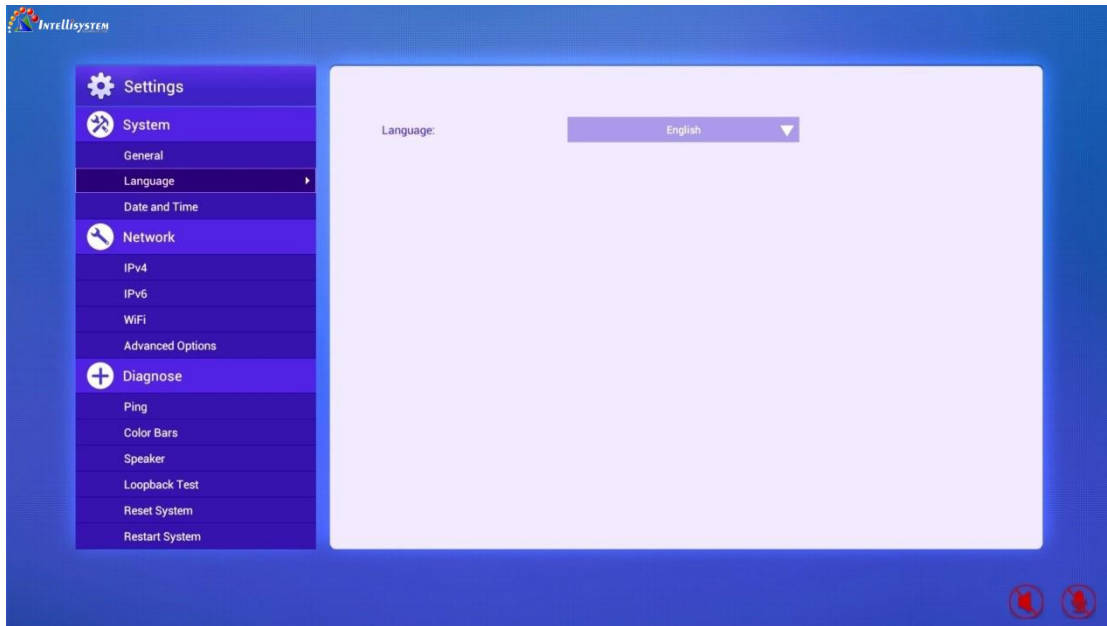 Intellisystem
Settings
System
General
Language
Date and Time
Network
IPv4
IPv6
WiFi
Advanced Options
Diagnose
Ping
Color Bars
Speaker
Loopback Test
Reset System
Restart System
Language: English